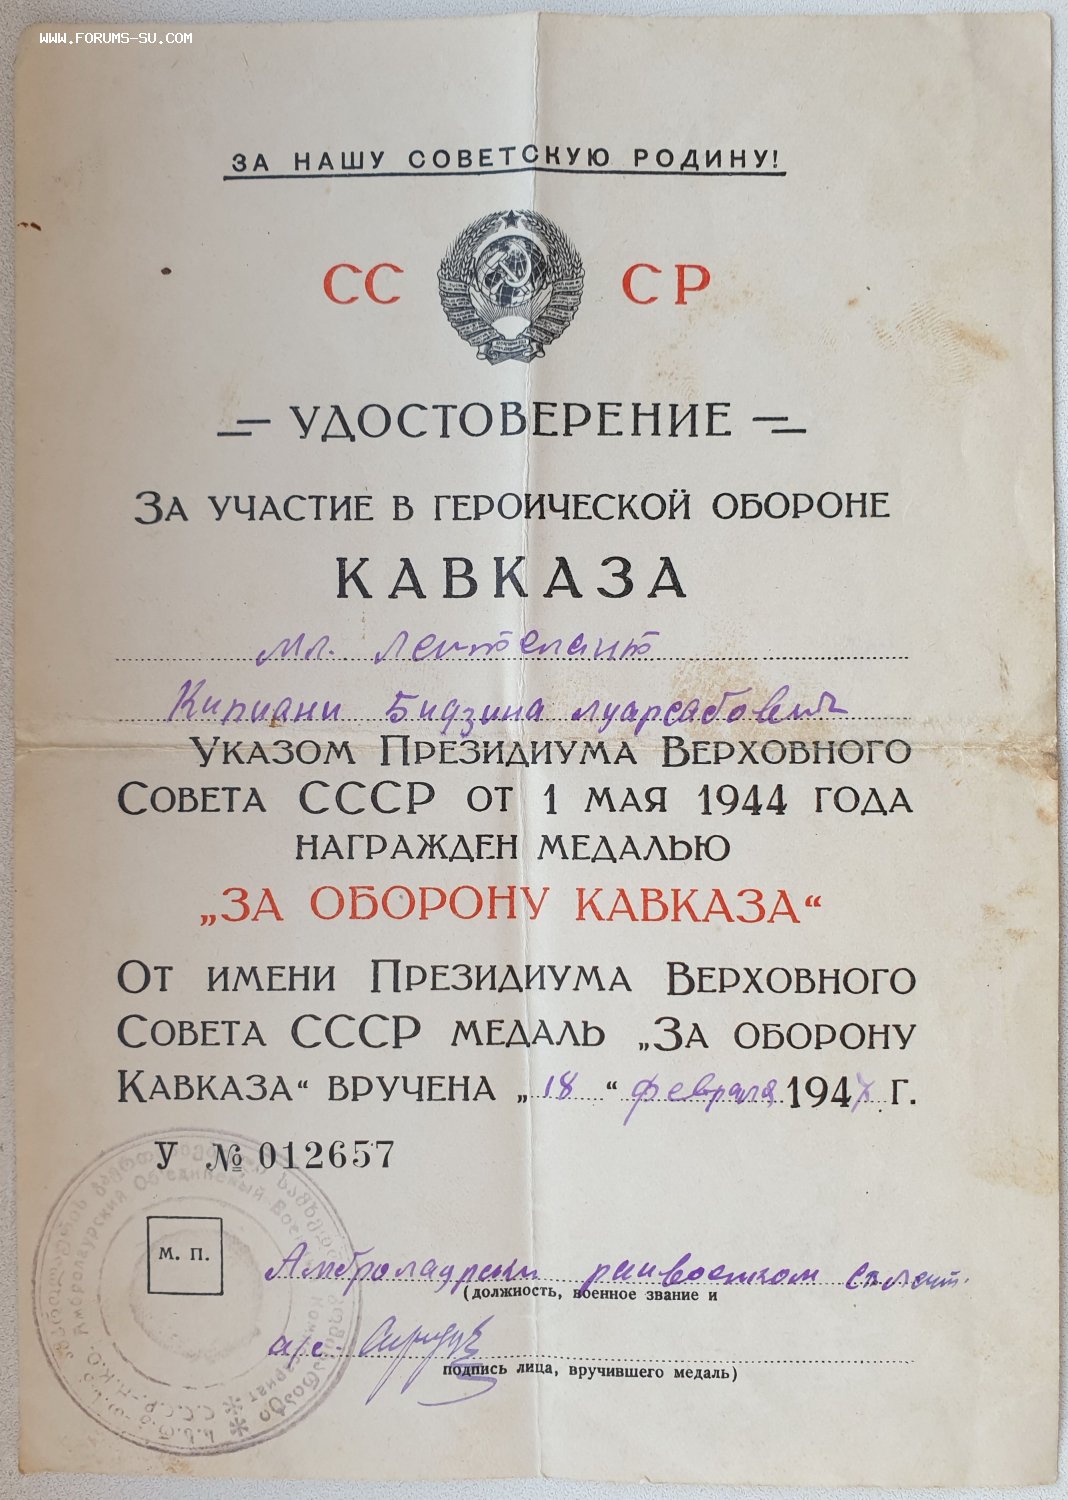 WWW.FORUMS-SU.COM
ЗА НАШУ СОВЕТСКУЮ РОДИНУ!
СС СР
УДОСТОВЕРЕНИЕ
ЗА УЧАСТИЕ В ГЕРОИЧЕСКОЙ ОБОРОНЕ
КАВКАЗА
Мл. Лейтенант
Кипиани Бидзина Луарсабович
УКАЗОМ ПРЕЗИДИУМА ВЕРХОВНОГО
СОВЕТА СССР ОТ 1 МАЯ 1944 ГОДА
НАГРАЖДЕН МЕДАЛЬЮ
„ЗА ОБОРОНУ КАВКАЗА“
ОТ ИМЕНИ ПРЕЗИДИУМА ВЕРХОВНОГО
СОВЕТА СССР МЕДАЛЬ „ЗА ОБОРОНУ
КАВКАЗА“ ВРУЧЕНА „18“ февраля 1947 Г.
У № 012657
М. П.
(должность, военное звание и
подпись лица, вручившего медаль)